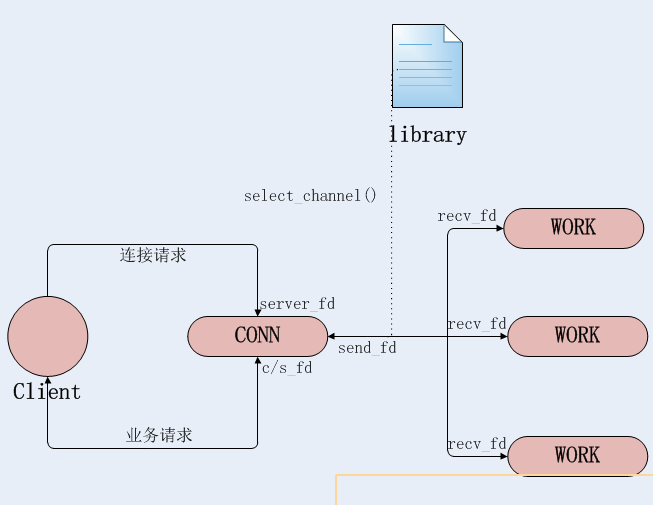 library
select_channel()
recv_fd
WORK
连接请求
server_fd
CONN
recv_fd
WORK
send_fd
c/s_fd
Client
业务请求
recv_fd
WORK